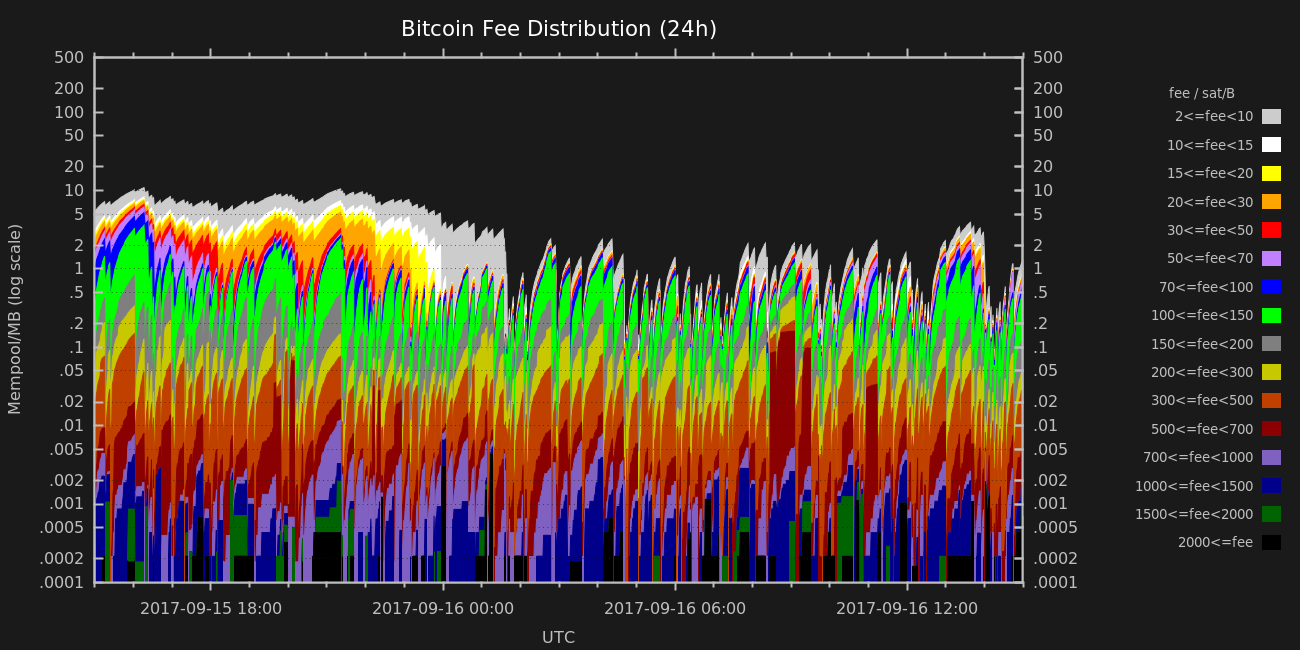 Bitcoin Fee Distribution (24h)
Mempool/MB (log scale)
500
200
100
50
20
10
5
2
1
.5
.2
.1
.05
.02
.01
.005
.002
.001
.0005
.0002
.0001
500
200
100
50
20
10
5
2
1
.5
.2
.1
.05
.02
.01
.005
.002
.001
.0005
.0002
.0001
2017-09-15 18:00
2017-09-16 00:00
2017-09-16 06:00
2017-09-16 12:00
UTC
fee / sat/B
2<=fee<10
10<=fee<15
15<=fee<20
20<=fee<30
30<=fee<50
50<=fee<70
70<=fee<100
100<=fee<150
150<=fee<200
200<=fee<300
300<=fee<500
500<=fee<700
700<=fee<1000
1000<=fee<1500
1500<=fee<2000
2000<=fee